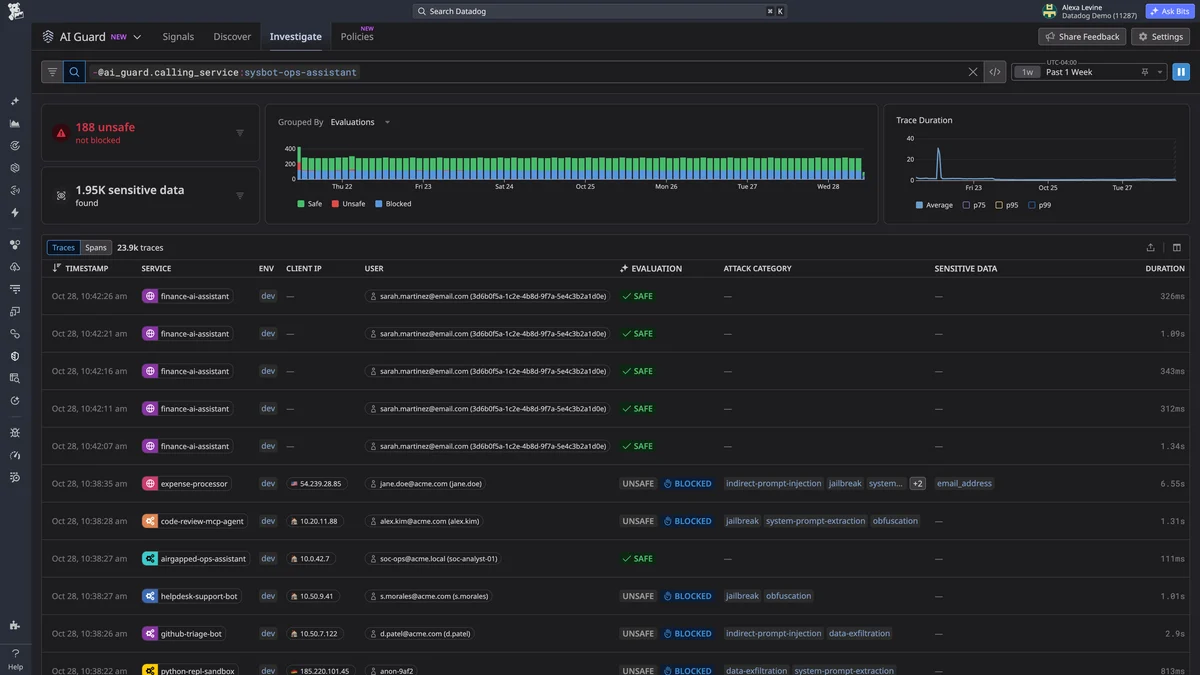 Search Datadog ⌘ K
Alexa Levine
Datadog Demo (11287)
Ask Bits
AI Guard NEW Signals Discover Investigate Policies NEW
Share Feedback Settings
-@ai_guard.calling_service:sysbot-ops-assistant
1w UTC-04:00 Past 1 Week
188 unsafe
not blocked
1.95K sensitive data
found
Grouped By Evaluations
400
200
0
Thu 22 Fri 23 Sat 24 Oct 25 Mon 26 Tue 27 Wed 28
Safe Unsafe Blocked
Trace Duration
40
20
0
Fri 23 Oct 25 Tue 27
Average p75 p95 p99
Traces Spans 23.9k traces
TIMESTAMP SERVICE ENV CLIENT IP USER EVALUATION ATTACK CATEGORY SENSITIVE DATA DURATION
Oct 28, 10:42:26 am finance-ai-assistant dev — sarah.martinez@email.com (3d6b0f5a-1c2e-4b8d-9f7a-5e4c3b2a1d0e) SAFE — — 326ms
Oct 28, 10:42:21 am finance-ai-assistant dev — sarah.martinez@email.com (3d6b0f5a-1c2e-4b8d-9f7a-5e4c3b2a1d0e) SAFE — — 1.09s
Oct 28, 10:42:16 am finance-ai-assistant dev — sarah.martinez@email.com (3d6b0f5a-1c2e-4b8d-9f7a-5e4c3b2a1d0e) SAFE — — 343ms
Oct 28, 10:42:11 am finance-ai-assistant dev — sarah.martinez@email.com (3d6b0f5a-1c2e-4b8d-9f7a-5e4c3b2a1d0e) SAFE — — 312ms
Oct 28, 10:42:07 am finance-ai-assistant dev — sarah.martinez@email.com (3d6b0f5a-1c2e-4b8d-9f7a-5e4c3b2a1d0e) SAFE — — 1.34s
Oct 28, 10:38:35 am expense-processor dev 54.239.28.85 jane.doe@acme.com (jane.doe) UNSAFE BLOCKED indirect-prompt-injection jailbreak system... +2 email_address 6.55s
Oct 28, 10:38:28 am code-review-mcp-agent dev 10.20.11.88 alex.kim@acme.com (alex.kim) UNSAFE BLOCKED jailbreak system-prompt-extraction obfuscation — 1.31s
Oct 28, 10:38:27 am airgapped-ops-assistant dev 10.0.42.7 soc-ops@acme.local (soc-analyst-01) SAFE — — 111ms
Oct 28, 10:38:27 am helpdesk-support-bot dev 10.50.9.41 s.morales@acme.com (s.morales) UNSAFE BLOCKED jailbreak obfuscation — 1.01s
Oct 28, 10:38:26 am github-triage-bot dev 10.50.7.122 d.patel@acme.com (d.patel) UNSAFE BLOCKED indirect-prompt-injection data-exfiltration — 2.9s
Oct 28, 10:38:22 am python-repl-sandbox dev 185.220.101.45 anon-9af2 UNSAFE BLOCKED data-exfiltration system-prompt-extraction — 813ms
Help